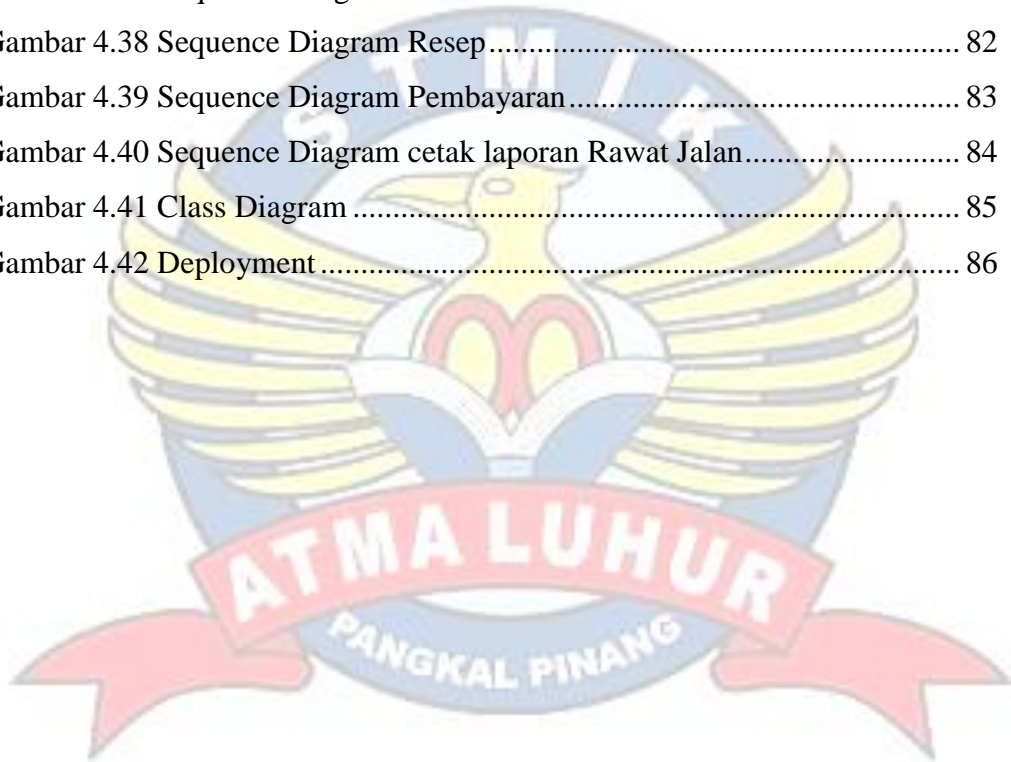 Gambar 4.38 Sequence Diagram Resep........................................................ 82
Gambar 4.39 Sequence Diagram Pembayaran.............................................. 83
Gambar 4.40 Sequence Diagram cetak laporan Rawat Jalan......................... 84
Gambar 4.41 Class Diagram......................................................................... 85
Gambar 4.42 Deployment............................................................................. 86
STMIK
ATMA LUHUR
PANGKAL PINANG